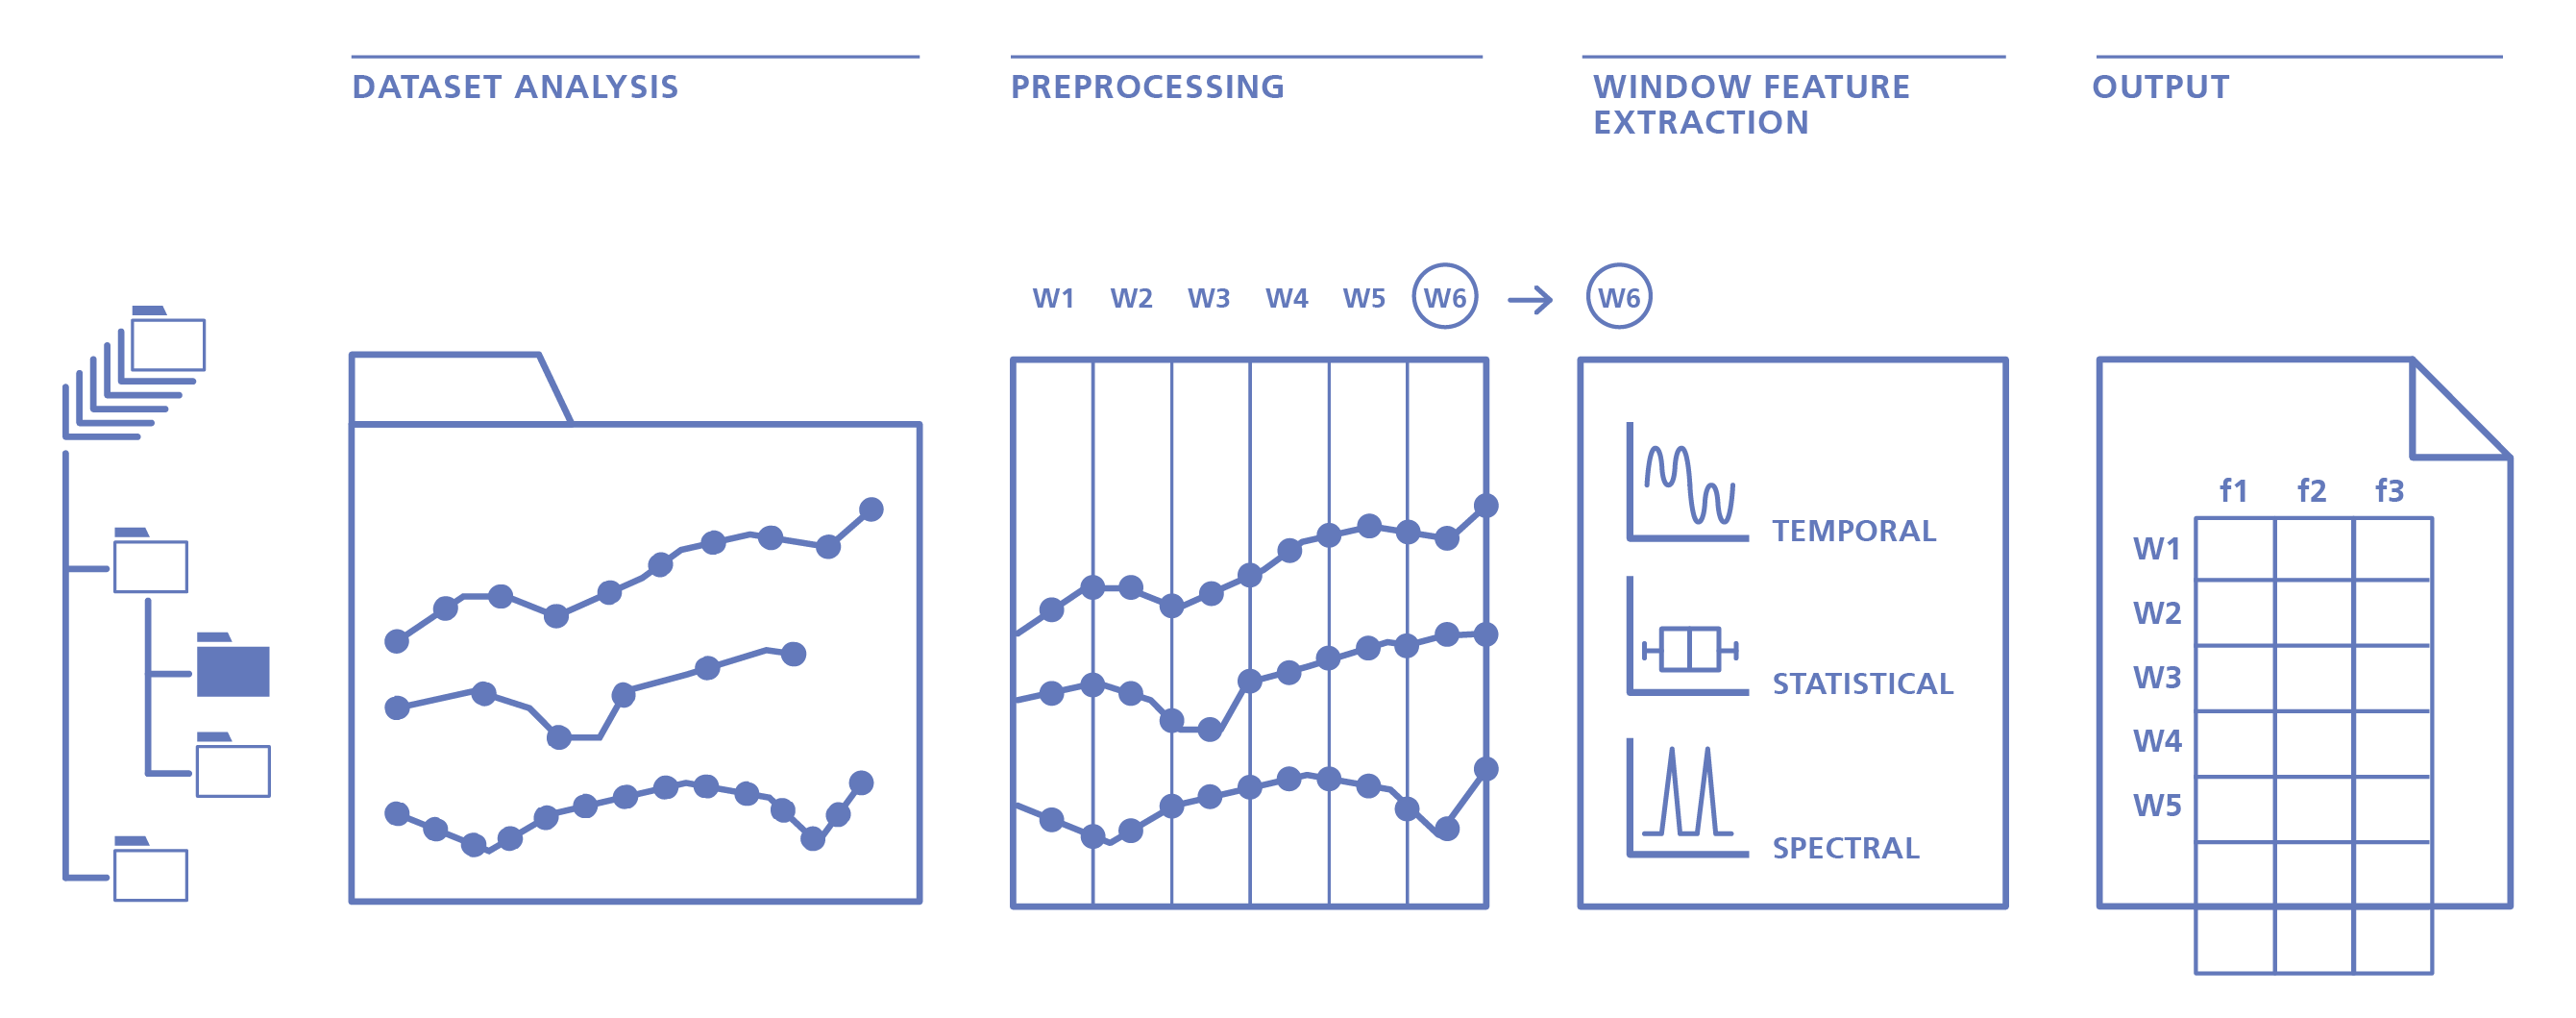 DATASET ANALYSIS
PREPROCESSING
WINDOW FEATURE
EXTRACTION
OUTPUT
W1 W2 W3 W4 W5 W6
W6
TEMPORAL
STATISTICAL
SPECTRAL
f1 f2 f3
W1
W2
W3
W4
W5